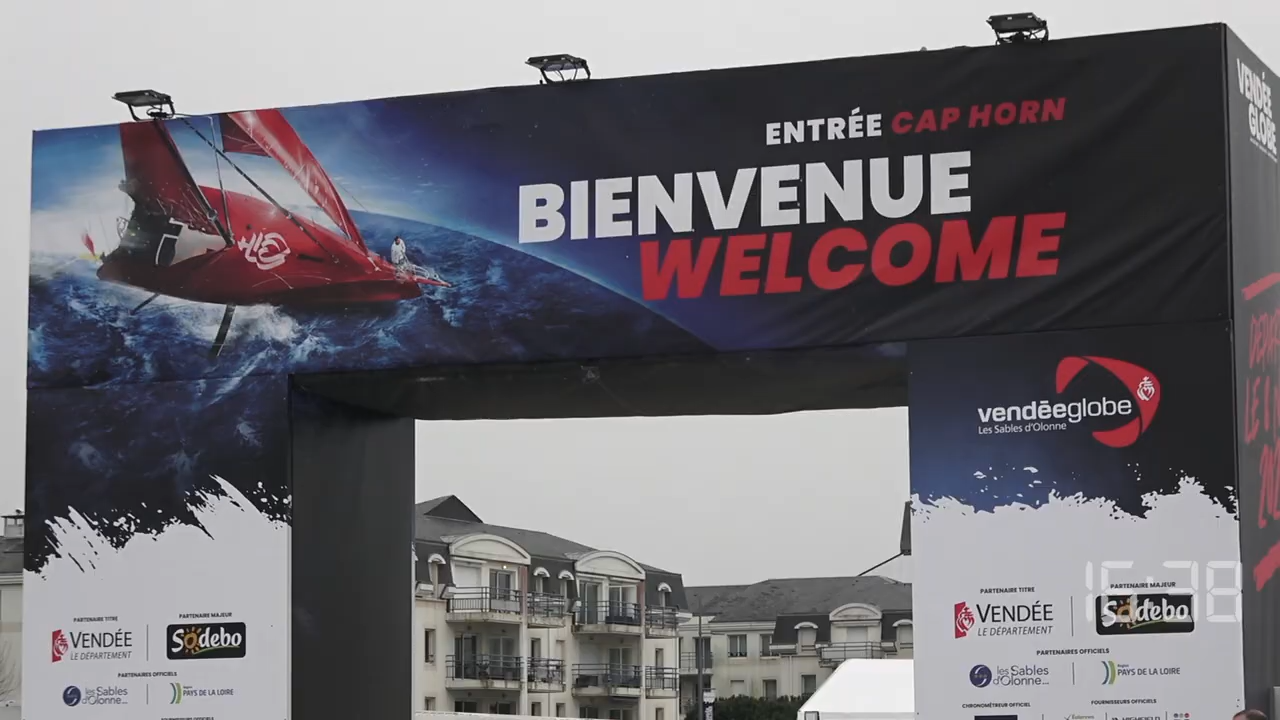 ENTRÉE CAP HORN
BIENVENUE
WELCOME
VENDÉE
GLOBE
vendéeglobe
Les Sables d'Olonne
PARTENAIRE TITRE
PARTENAIRE MAJEUR
VENDÉE
LE DÉPARTEMENT
Sodebo
PARTENAIRES OFFICIELS
les Sables
d'Olonne
Région
PAYS DE LA LOIRE
PARTENAIRE TITRE
PARTENAIRE MAJEUR
VENDÉE
LE DÉPARTEMENT
Sodebo
PARTENAIRES OFFICIELS
les Sables
d'Olonne
Région
PAYS DE LA LOIRE
CHRONOMÉTREUR OFFICIEL
FOURNISSEURS OFFICIELS